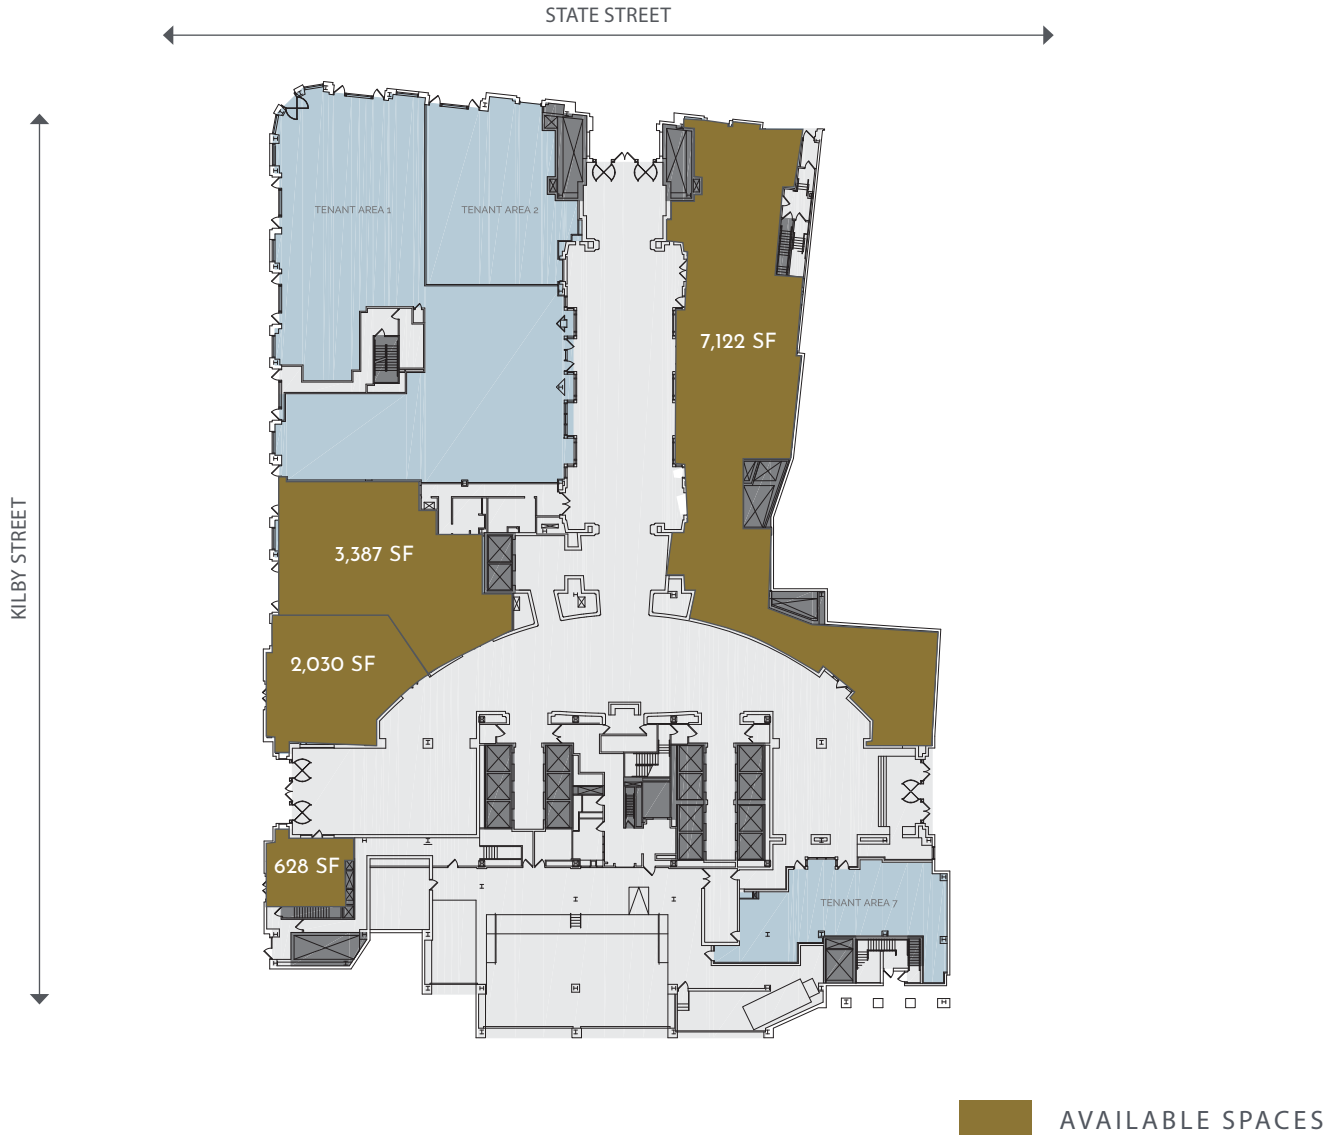 STATE STREET
TENANT AREA 1
TENANT AREA 2
7,122 SF
KILBY STREET
3,387 SF
2,030 SF
628 SF
TENANT AREA 7
AVAILABLE SPACES